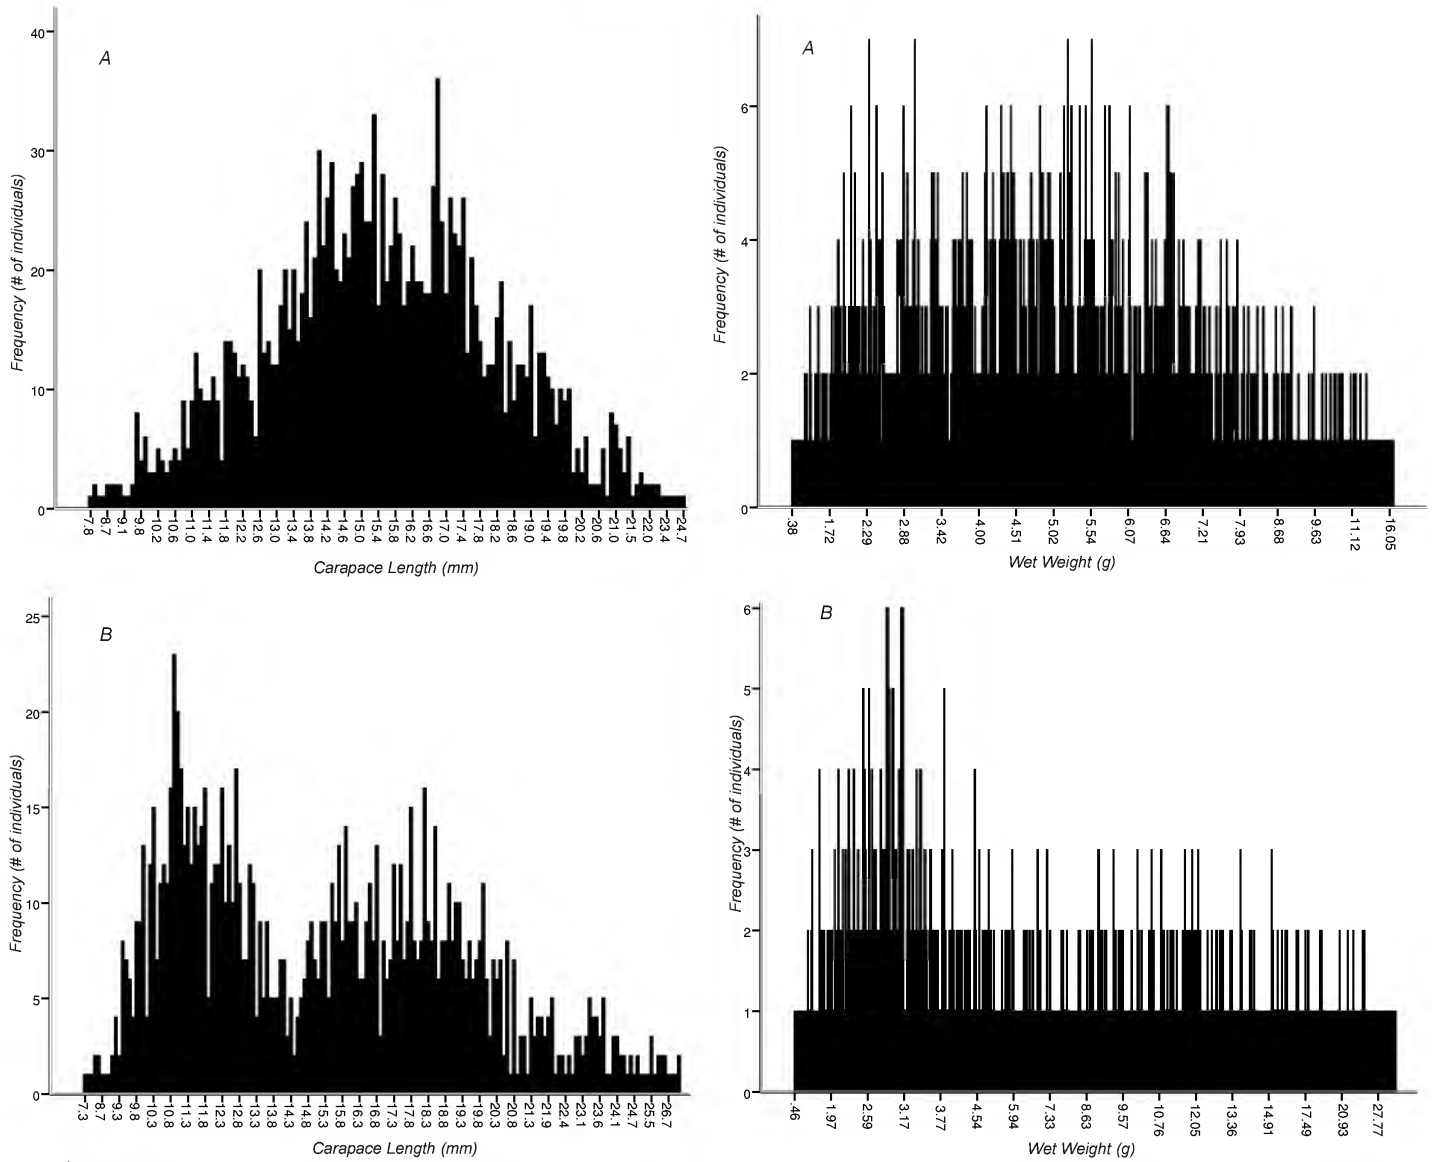 A
Frequency (# of individuals)
40
30
20
10
0
7.8 8.7 9.1 9.8 10.2 10.6 11.0 11.4 11.8 12.2 12.6 13.0 13.4 13.8 14.2 14.6 15.0 15.4 15.8 16.2 16.6 17.0 17.4 17.8 18.2 18.6 19.0 19.4 19.8 20.2 20.6 21.0 21.5 22.0 23.4 24.7
Carapace Length (mm)
A
Frequency (# of individuals)
6
4
2
0
.38 1.72 2.29 2.88 3.42 4.00 4.51 5.02 5.54 6.07 6.64 7.21 7.93 8.68 9.63 11.12 16.05
Wet Weight (g)
B
Frequency (# of individuals)
25
20
15
10
5
0
7.3 8.7 9.3 9.8 10.3 10.8 11.3 11.8 12.3 12.8 13.3 13.8 14.3 14.8 15.3 15.8 16.3 16.8 17.3 17.8 18.3 18.8 19.3 19.8 20.3 20.8 21.3 21.9 22.4 23.1 23.6 24.1 24.7 25.5 26.7
Carapace Length (mm)
B
Frequency (# of individuals)
6
5
4
3
2
1
0
.46 1.97 2.59 3.17 3.77 4.54 5.94 7.33 8.63 9.57 10.76 12.05 13.36 14.91 17.49 20.93 27.77
Wet Weight (g)